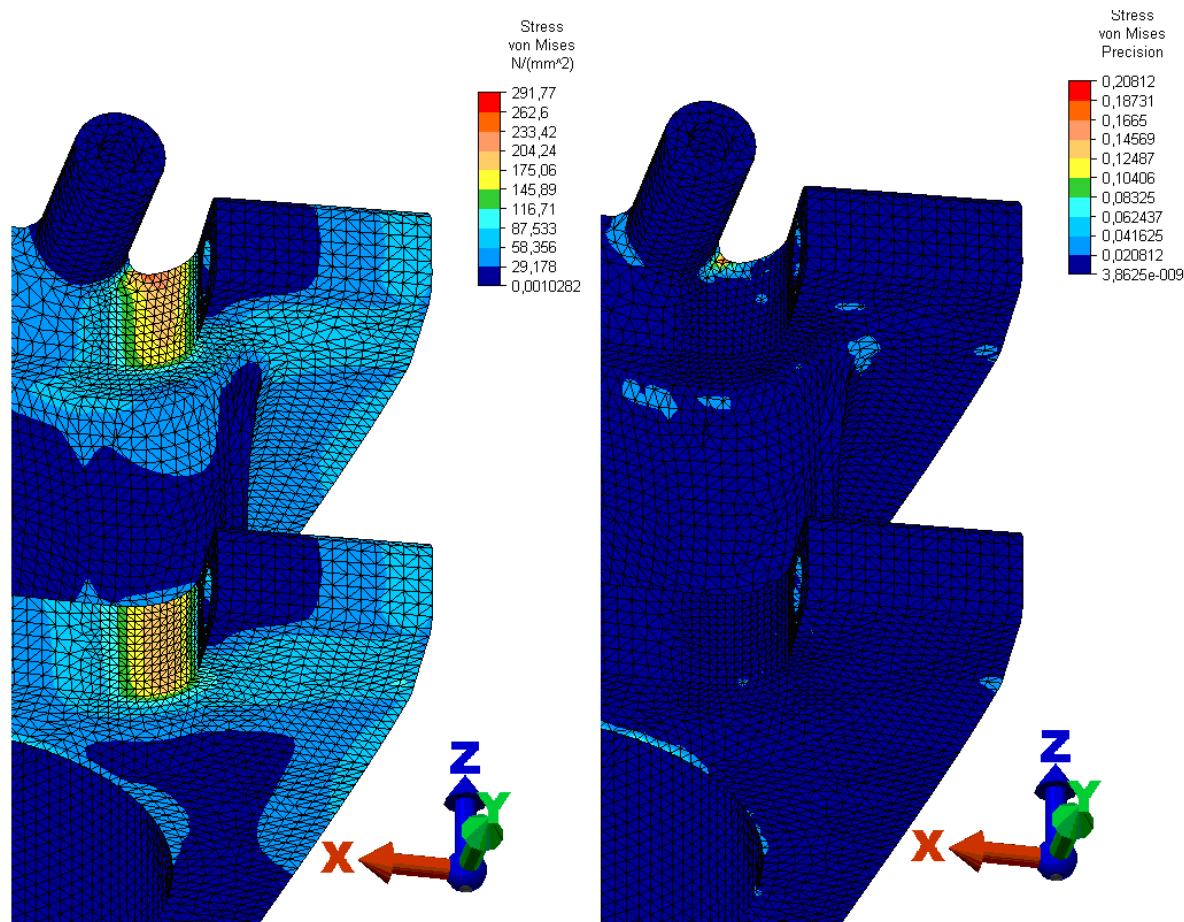 Stress
von Mises
N/(mm^2)
291,77
262,6
233,42
204,24
175,06
145,89
116,71
87,533
58,356
29,178
0,0010282
Z
Y
X
Stress
von Mises
Precision
0,20812
0,18731
0,1665
0,14569
0,12487
0,10406
0,08325
0,062437
0,041625
0,020812
3,8625e-009
Z
Y
X